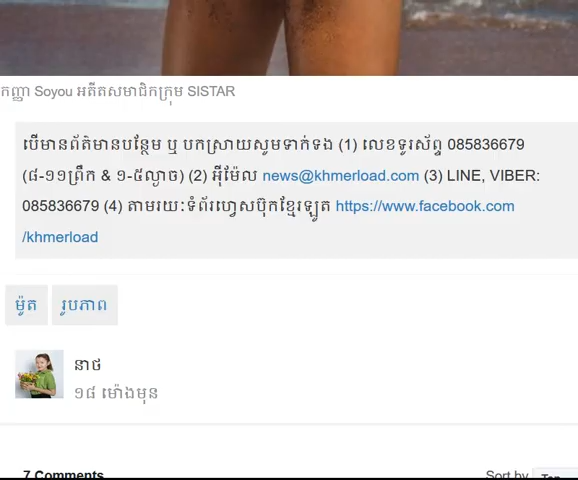 កញ្ញា Soyou អតីតសមាជិកក្រុម SISTAR
បើមានព័ត៌មានបន្ថែម ឬ បកស្រាយសូមទាក់ទង (1) លេខទូរស័ព្ទ 085836679
(៨-១១ព្រឹក & ១-៥ល្ងាច) (2) អ៊ីម៉ែល news@khmerload.com (3) LINE, VIBER:
085836679 (4) តាមរយៈទំព័រហ្វេសប៊ុកខ្មែរឡូត https://www.facebook.com
/khmerload
ម៉ូត រូបភាព
នាថ
១៨ ម៉ោងមុន
7 Comments Sort by Top